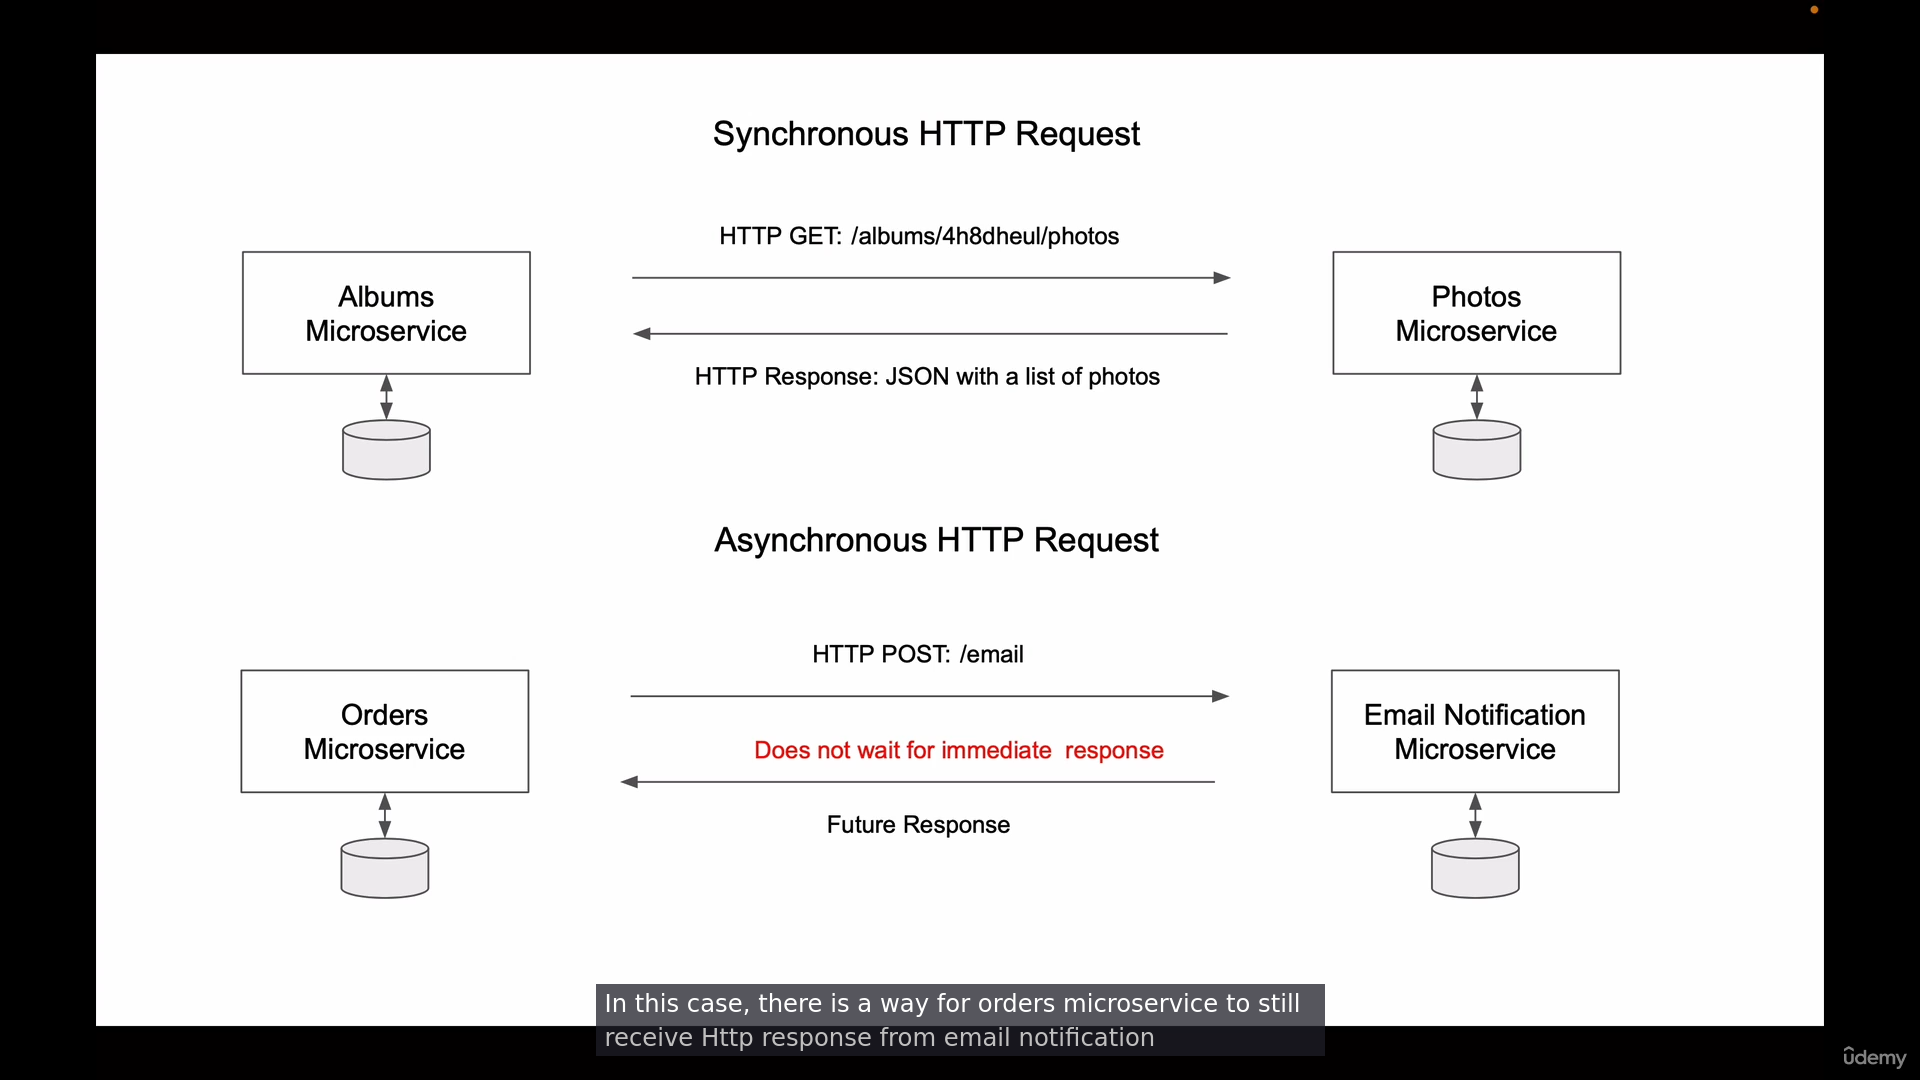 Synchronous HTTP Request
HTTP GET: /albums/4h8dheul/photos
Albums
Microservice
Photos
Microservice
HTTP Response: JSON with a list of photos
Asynchronous HTTP Request
HTTP POST: /email
Orders
Microservice
Email Notification
Microservice
Does not wait for immediate  response
Future Response
In this case, there is a way for orders microservice to still
receive Http response from email notification
ûdemy